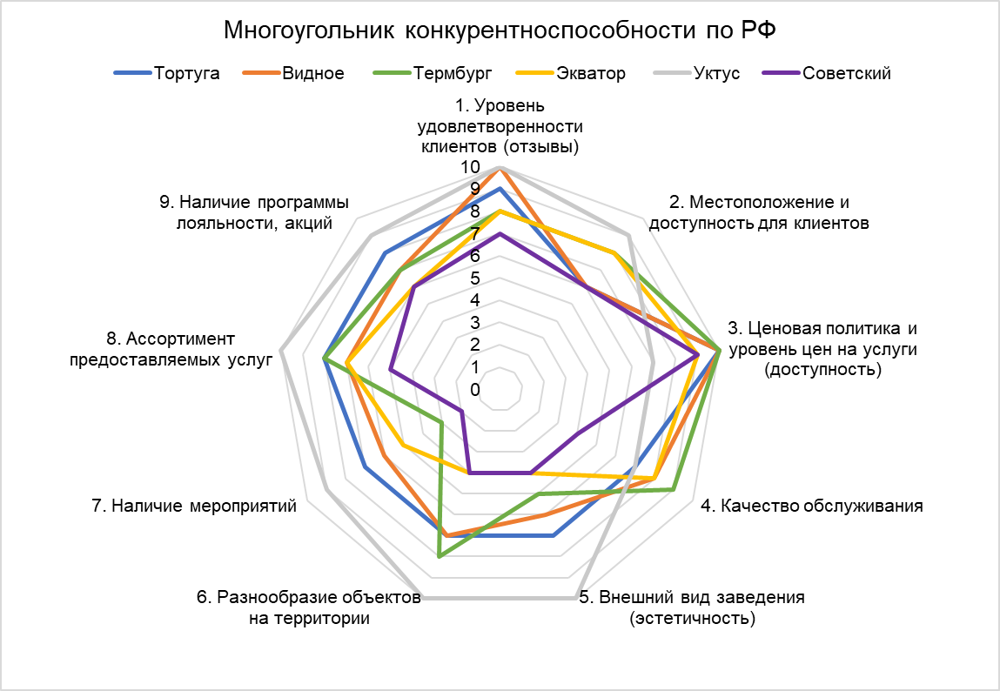 Многоугольник конкурентноспособности по РФ
Тортуга Видное Термбург Экватор Уктус Советский
1. Уровень
удовлетворенности
клиентов (отзывы)
10
9
8
7
6
5
4
3
2
1
0
2. Местоположение и
доступность для клиентов
3. Ценовая политика и
уровень цен на услуги
(доступность)
4. Качество обслуживания
5. Внешний вид заведения
(эстетичность)
6. Разнообразие объектов
на территории
7. Наличие мероприятий
8. Ассортимент
предоставляемых услуг
9. Наличие программы
лояльности, акций